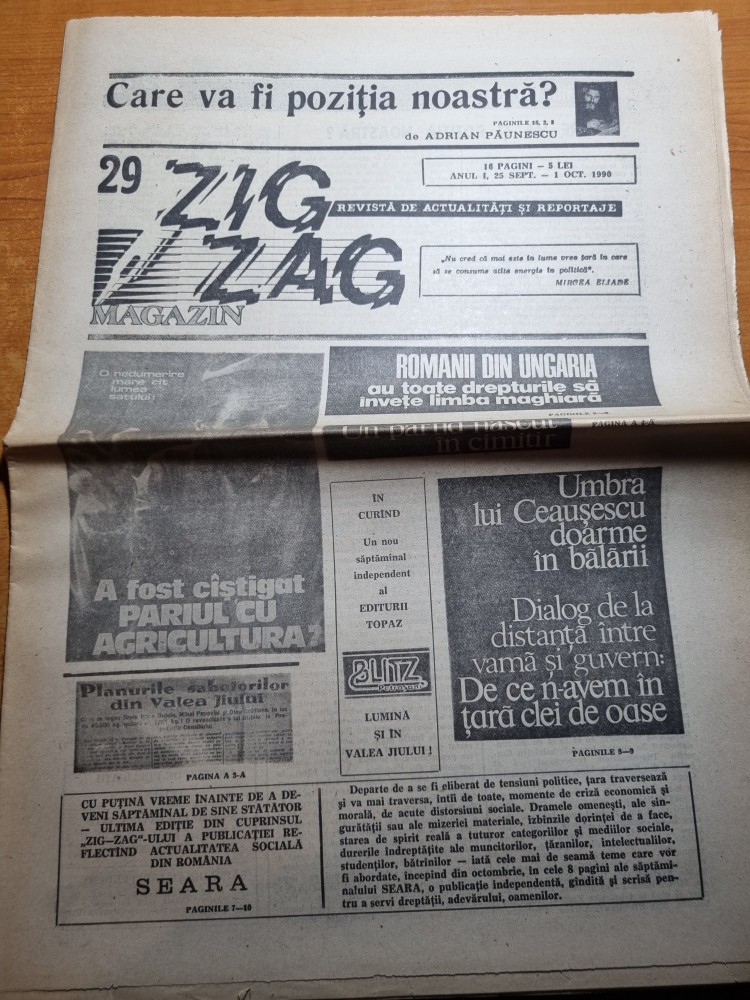 Care va fi poziția noastră?
PAGINILE 16, 2, 8
de ADRIAN PĂUNESCU
29
ZIG
ZAG
MAGAZIN
16 PAGINI — 5 LEI
ANUL I, 25 SEPT. — 1 OCT. 1990
REVISTĂ DE ACTUALITĂȚI ȘI REPORTAJE
„Nu cred că mai este în lume vreo țară în care
să se consume atîta energie în politică”.
MIRCEA ELIADE
O nedumerire
mare cît
lumea
satului!
A fost cîștigat
PARIUL CU
AGRICULTURA?
ROMANII DIN UNGARIA
au toate drepturile să
învețe limba maghiară
PAGINA A 4-A
în cimitir
IN
CURÎND
Un nou
săptămînal
independent
al
EDITURII
TOPAZ
BLITZ
Petroșani
LUMINĂ
ȘI ÎN
VALEA JIULUI!
Umbra
lui Ceaușescu
doarme
în bălării
Dialog de la
distanță între
vamă și guvern:
De ce n-avem în
țară clei de oase
PAGINILE 8—9
Planurile sabotorilor
din Valea Jiului
PAGINA A 3-A
CU PUȚINĂ VREME ÎNAINTE DE A DE-
VENI SĂPTĂMÎNAL DE SINE STĂTĂTOR
— ULTIMA EDIȚIE DIN CUPRINSUL
„ZIG—ZAG”-ULUI A PUBLICAȚIEI RE-
FLECTÎND ACTUALITATEA SOCIALĂ
DIN ROMÂNIA
SEARA
PAGINILE 7—10
Departe de a se fi eliberat de tensiuni politice, țara traversează
și va mai traversa, întîi de toate, momente de criză economică și
morală, de acute distorsiuni sociale. Dramele omenești, ale sin-
gurătății sau ale mizeriei materiale, izbînzile dorinței de a face,
starea de spirit reală a tuturor categoriilor și mediilor sociale,
durerile îndreptățite ale muncitorilor, țăranilor, intelectualilor,
studenților, bătrînilor — iată cele mai de seamă teme care vor
fi abordate, începînd din octombrie, în cele 8 pagini ale săptămî-
nalului SEARA, o publicație independentă, gîndită și scrisă pen-
tru a servi dreptății, adevărului, oamenilor.